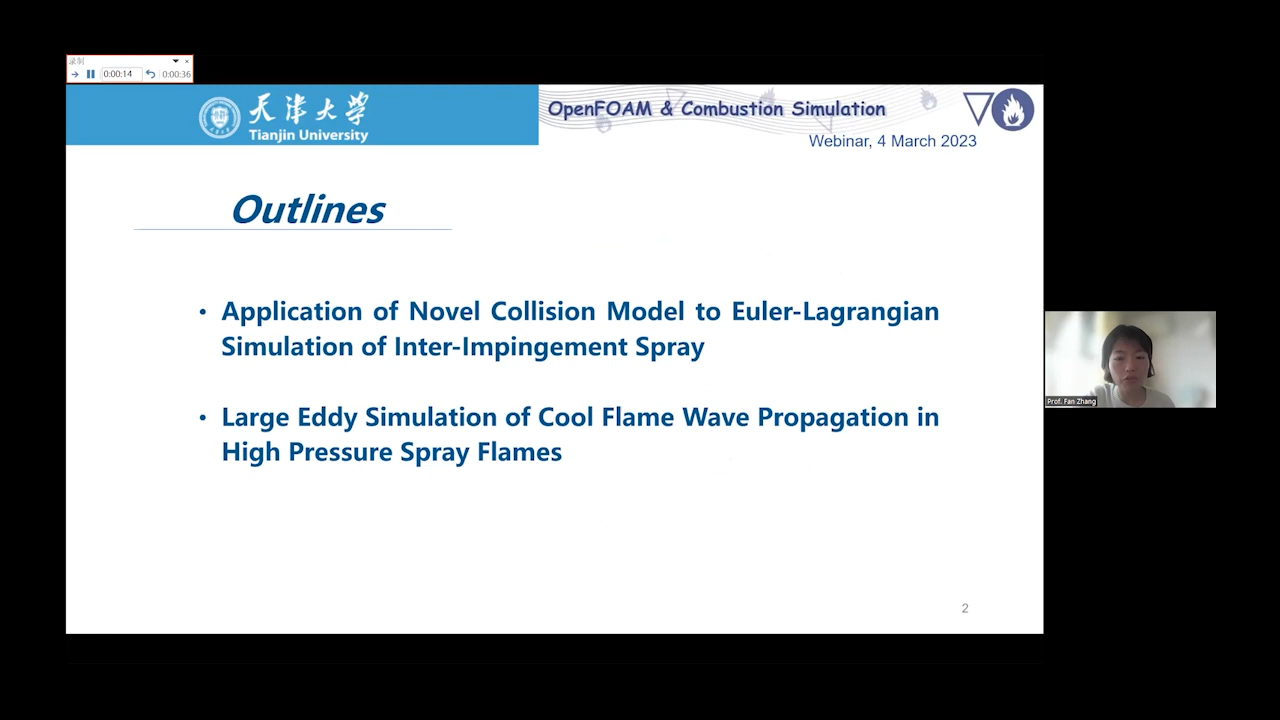 录制
0:00:14 0:00:36
天津大学
Tianjin University
OpenFOAM & Combustion Simulation
Webinar, 4 March 2023
Outlines
• Application of Novel Collision Model to Euler-Lagrangian
Simulation of Inter-Impingement Spray
• Large Eddy Simulation of Cool Flame Wave Propagation in
High Pressure Spray Flames
Prof. Fan Zhang
2